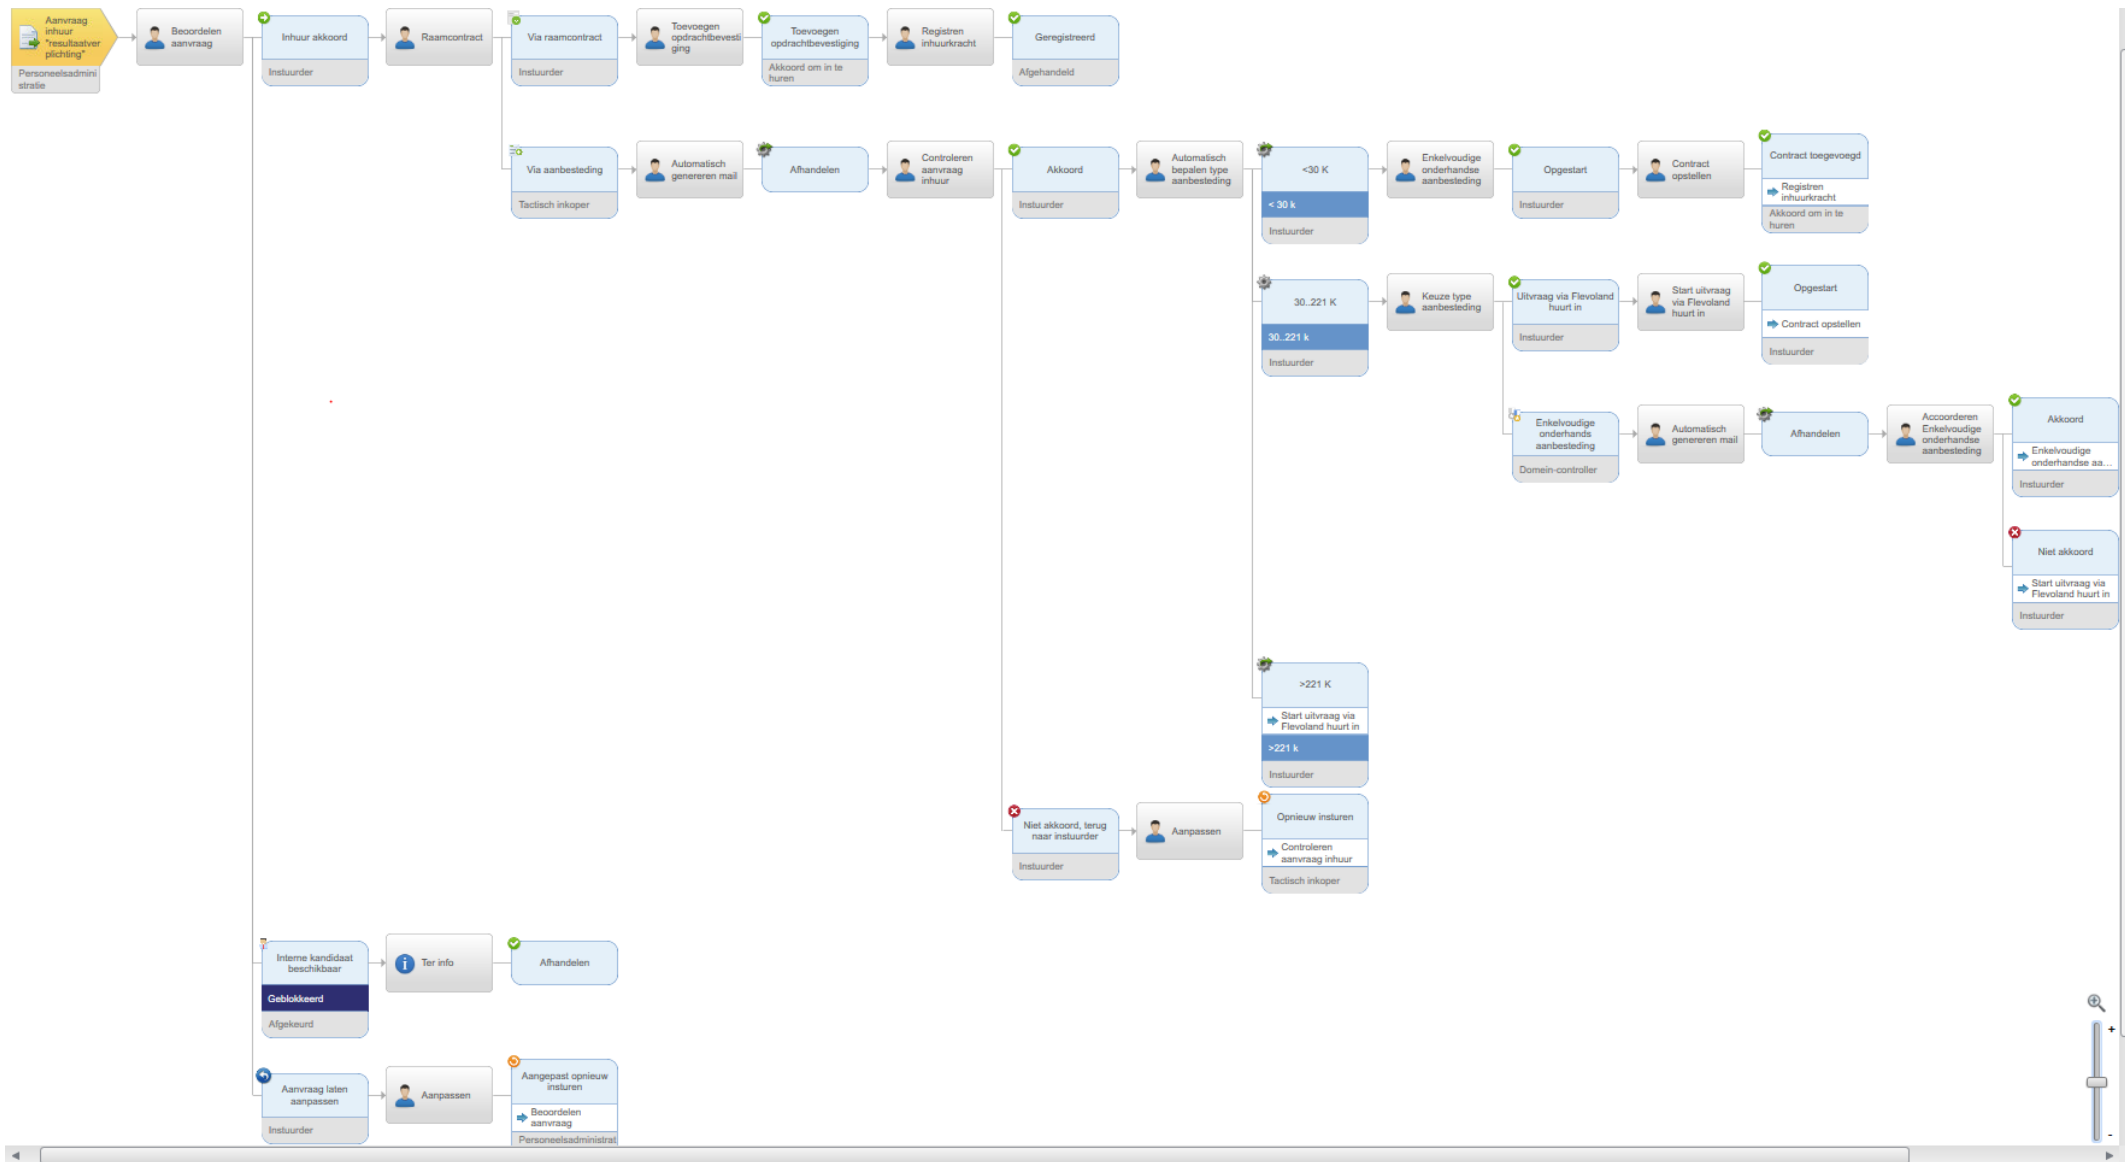 Aanvraag
inhuur
"resultaatver
plichting"
Personeelsadmini
stratie
Beoordelen
aanvraag
Inhuur akkoord
Instuurder
Raamcontract
Via raamcontract
Instuurder
Toevoegen
opdrachtbevesti
ging
Toevoegen
opdrachtbevestiging
Akkoord om in te
huren
Registren
inhuurkracht
Geregistreerd
Afgehandeld
Via aanbesteding
Tactisch inkoper
Automatisch
genereren mail
Afhandelen
Controleren
aanvraag
inhuur
Akkoord
Instuurder
Automatisch
bepalen type
aanbesteding
<30 K
< 30 k
Instuurder
Enkelvoudige
onderhandse
aanbesteding
Opgestart
Instuurder
Contract
opstellen
Contract toegevoegd
Registren
inhuurkracht
Akkoord om in te
huren
30..221 K
30..221 k
Instuurder
Keuze type
aanbesteding
Uitvraag via Flevoland
huurt in
Instuurder
Start uitvraag
via Flevoland
huurt in
Opgestart
Contract opstellen
Instuurder
Enkelvoudige
onderhands
aanbesteding
Domein-controller
Automatisch
genereren mail
Afhandelen
Accoorderen
Enkelvoudige
onderhandse
aanbesteding
Akkoord
Enkelvoudige
onderhandse aa...
Instuurder
Niet akkoord
Start uitvraag via
Flevoland huurt in
Instuurder
>221 K
Start uitvraag via
Flevoland huurt in
>221 k
Instuurder
Niet akkoord, terug
naar instuurder
Instuurder
Aanpassen
Opnieuw insturen
Controleren
aanvraag inhuur
Tactisch inkoper
Interne kandidaat
beschikbaar
Geblokkeerd
Afgekeurd
Ter info
Afhandelen
Aanvraag laten
aanpassen
Instuurder
Aanpassen
Aangepast opnieuw
insturen
Beoordelen
aanvraag
Personeelsadministrat
+
-